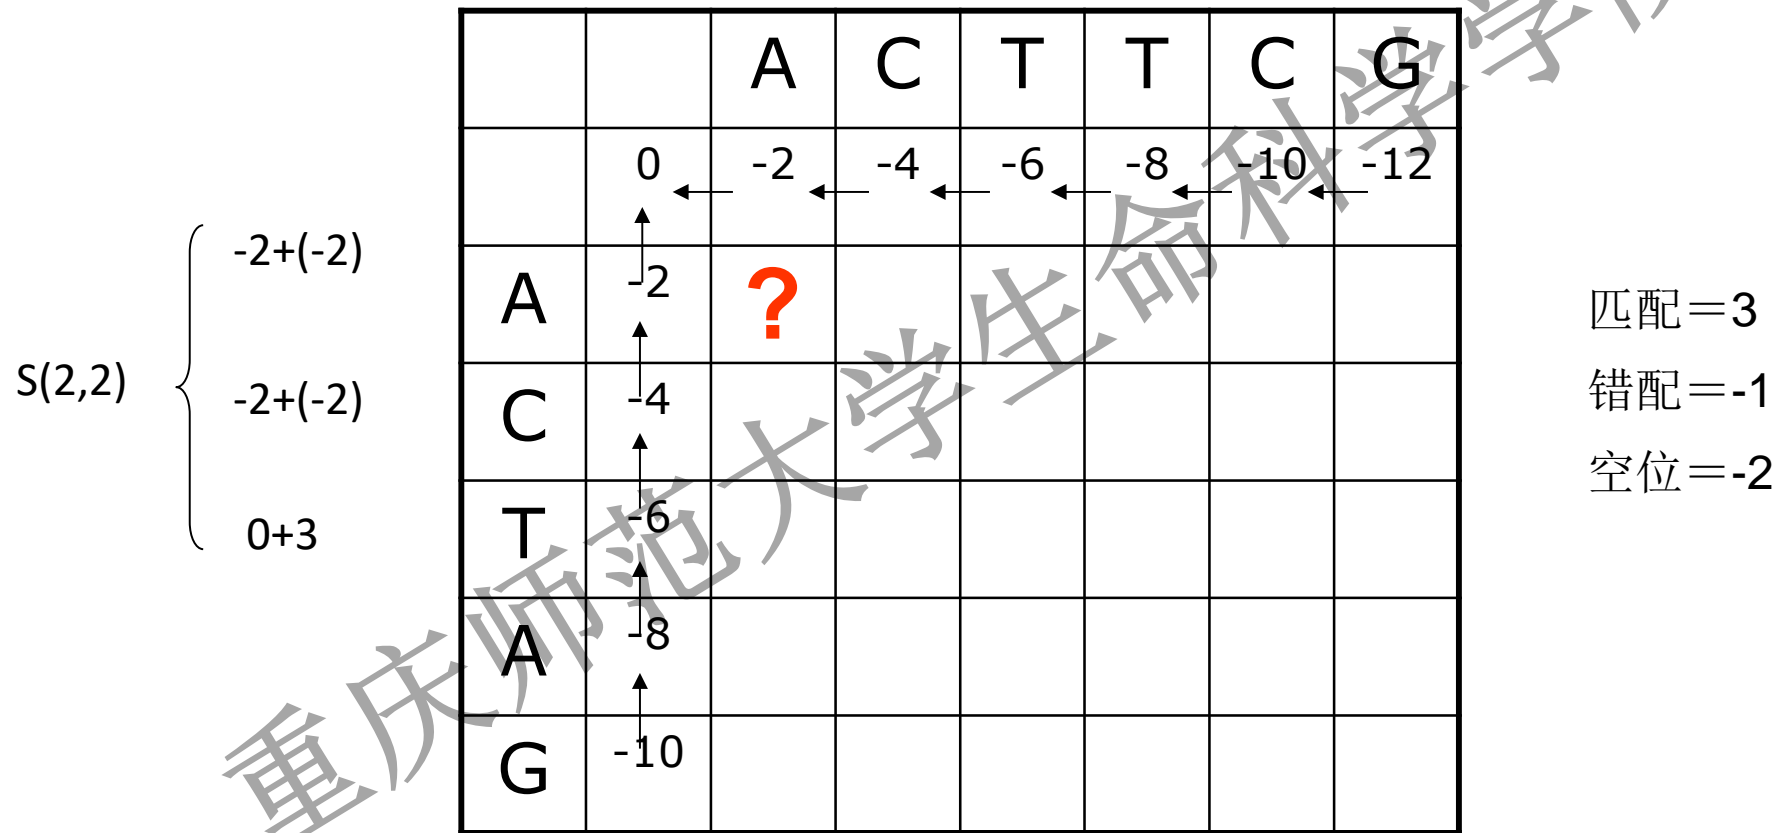 A C T T C G
0 -2 -4 -6 -8 -10 -12
A -2 ?
C -4
T -6
A -8
G -10
S(2,2)
-2+(-2)
-2+(-2)
0+3
匹配＝3
错配＝-1
空位＝-2
重庆师范大学生命科学学